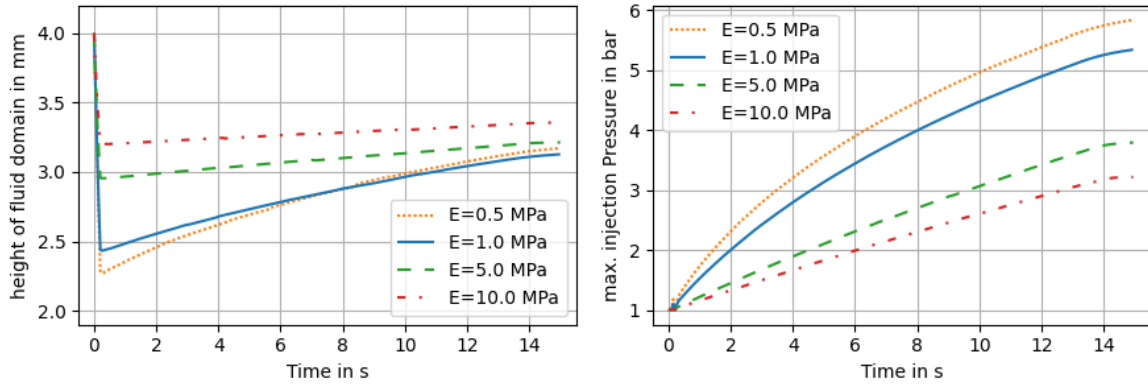 height of fluid domain in mm
4.0
3.5
3.0
2.5
2.0
0 2 4 6 8 10 12 14
Time in s
E=0.5 MPa
E=1.0 MPa
E=5.0 MPa
E=10.0 MPa
max. injection Pressure in bar
6
5
4
3
2
1
0 2 4 6 8 10 12 14
Time in s
E=0.5 MPa
E=1.0 MPa
E=5.0 MPa
E=10.0 MPa